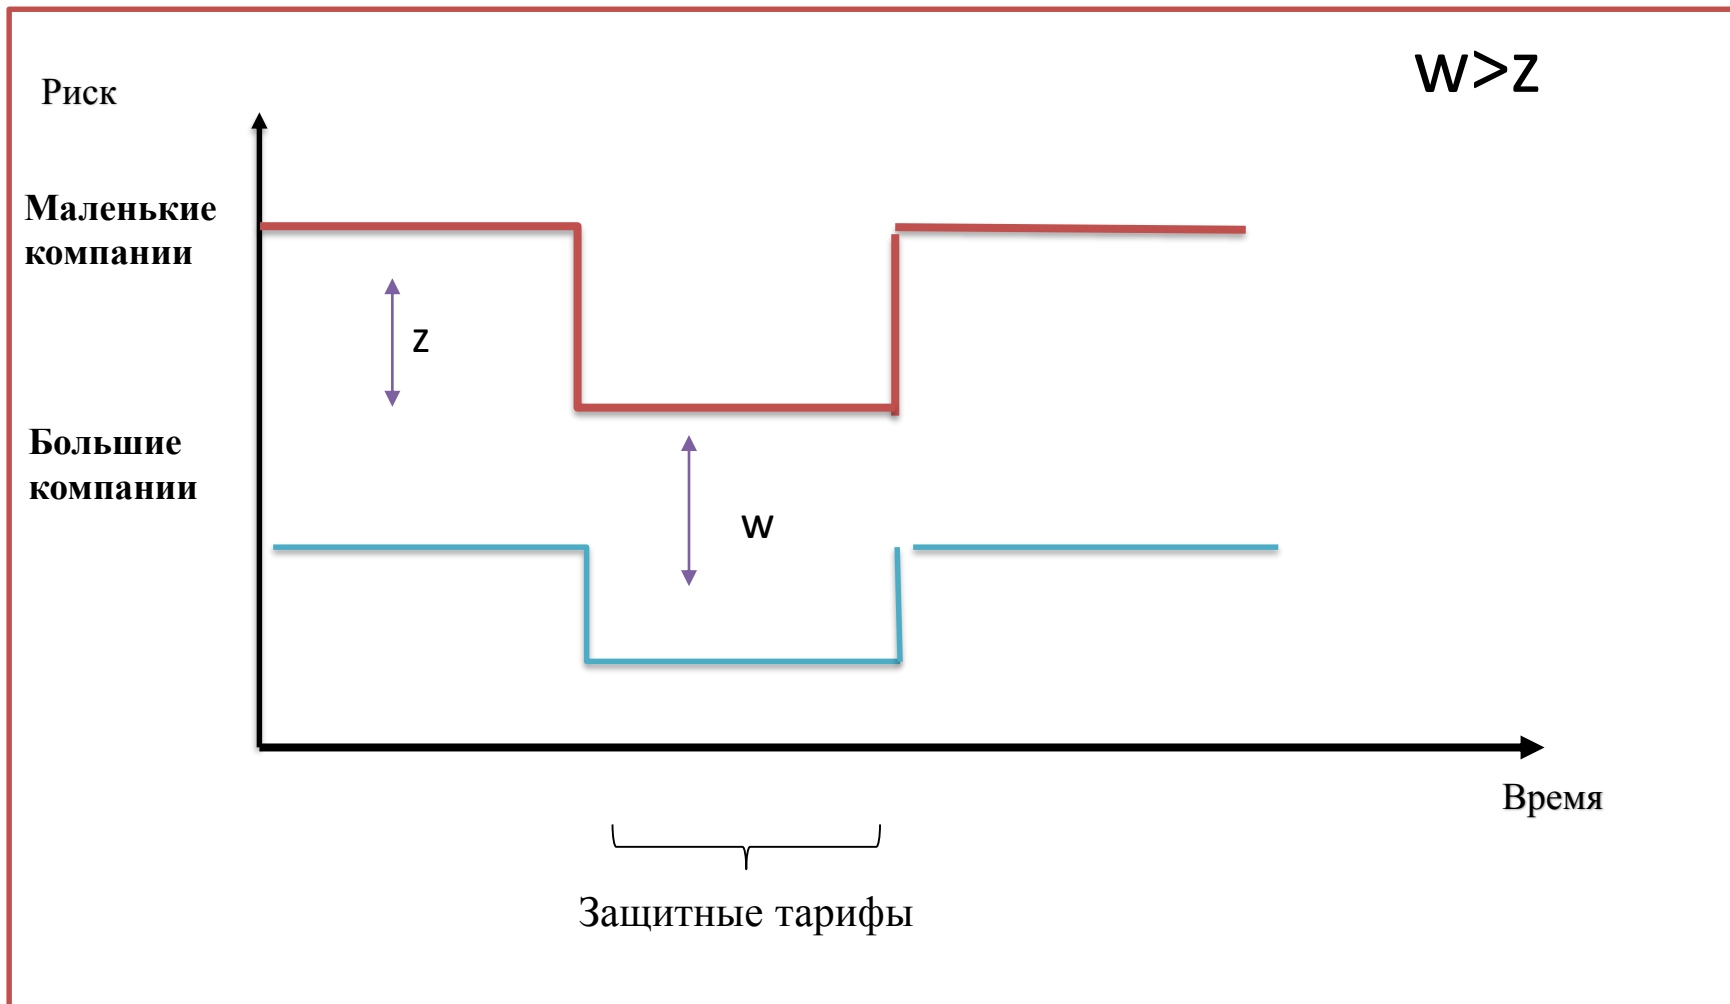 w>z
Риск
Маленькие
компании
z
Большие
компании
w
Время
Защитные тарифы